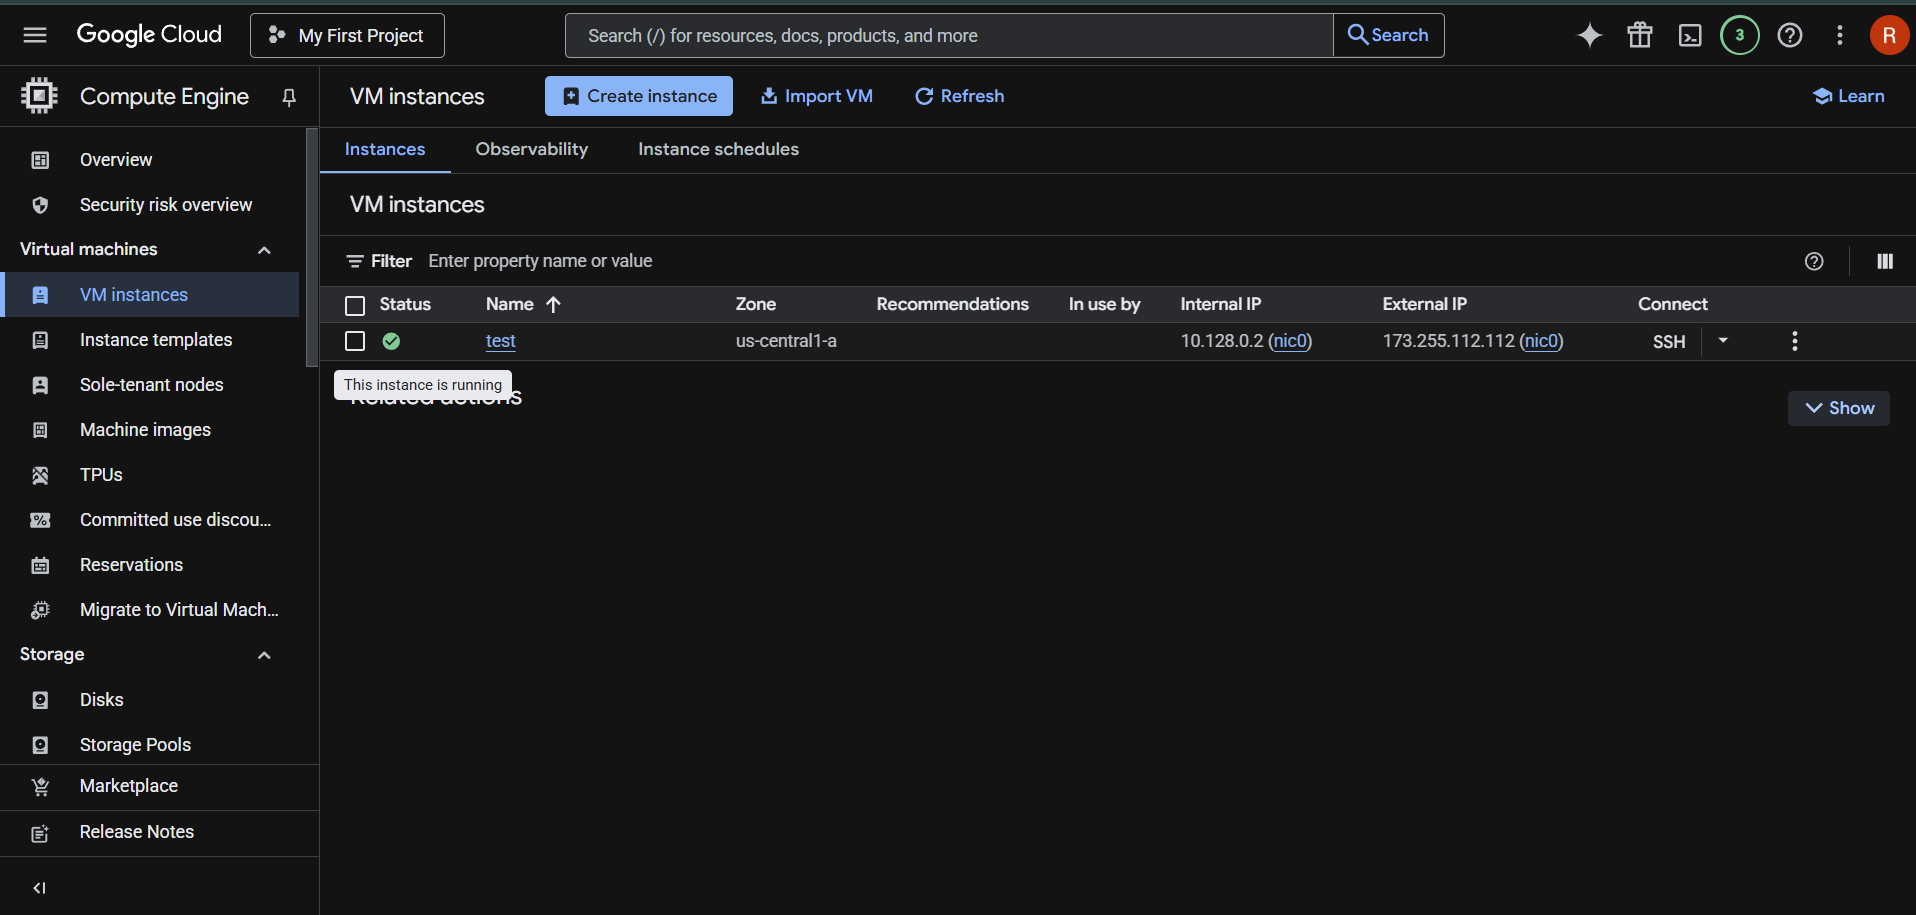 Google Cloud
My First Project
Search (/) for resources, docs, products, and more
Search
3
R
Compute Engine
VM instances
Create instance
Import VM
Refresh
Learn
Overview
Security risk overview
Virtual machines
VM instances
Instance templates
Sole-tenant nodes
Machine images
TPUs
Committed use discou...
Reservations
Migrate to Virtual Mach...
Storage
Disks
Storage Pools
Marketplace
Release Notes
Instances Observability Instance schedules
VM instances
Filter Enter property name or value
Status Name Zone Recommendations In use by Internal IP External IP Connect
test us-central1-a 10.128.0.2 (nic0) 173.255.112.112 (nic0) SSH
This instance is running
Related actions
Show